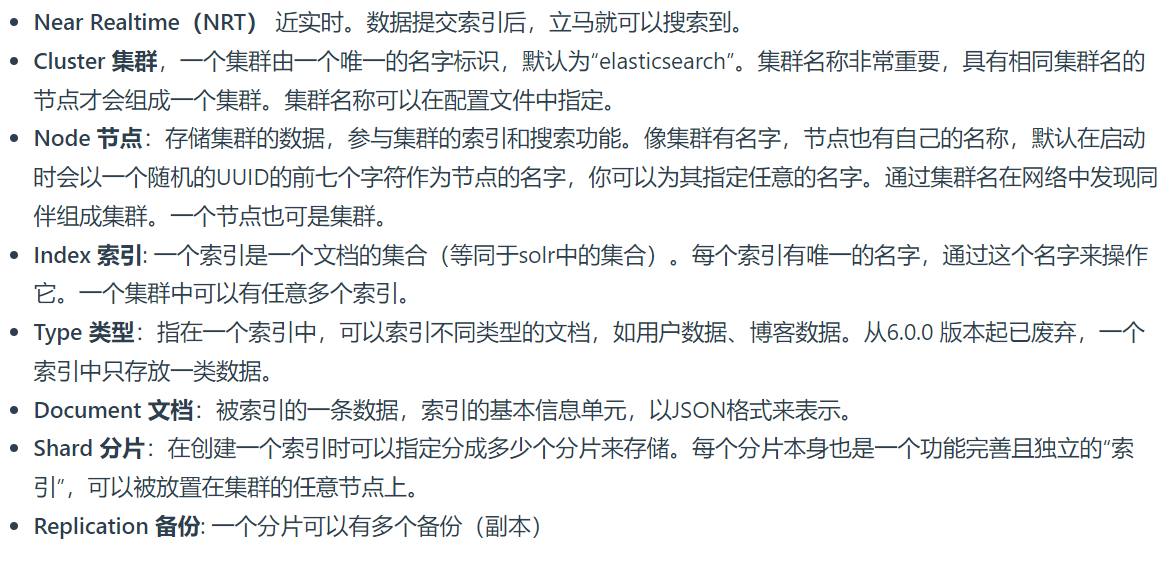 • Near Realtime（NRT） 近实时。数据提交索引后，立马就可以搜索到。
• Cluster 集群，一个集群由一个唯一的名字标识，默认为“elasticsearch”。集群名称非常重要，具有相同集群名的
节点才会组成一个集群。集群名称可以在配置文件中指定。
• Node 节点：存储集群的数据，参与集群的索引和搜索功能。像集群有名字，节点也有自己的名称，默认在启动
时会以一个随机的UUID的前七个字符作为节点的名字，你可以为其指定任意的名字。通过集群名在网络中发现同
伴组成集群。一个节点也可是集群。
• Index 索引: 一个索引是一个文档的集合（等同于solr中的集合）。每个索引有唯一的名字，通过这个名字来操作
它。一个集群中可以有任意多个索引。
• Type 类型：指在一个索引中，可以索引不同类型的文档，如用户数据、博客数据。从6.0.0 版本起已废弃，一个
索引中只存放一类数据。
• Document 文档：被索引的一条数据，索引的基本信息单元，以JSON格式来表示。
• Shard 分片：在创建一个索引时可以指定分成多少个分片来存储。每个分片本身也是一个功能完善且独立的“索
引”，可以被放置在集群的任意节点上。
• Replication 备份: 一个分片可以有多个备份（副本）